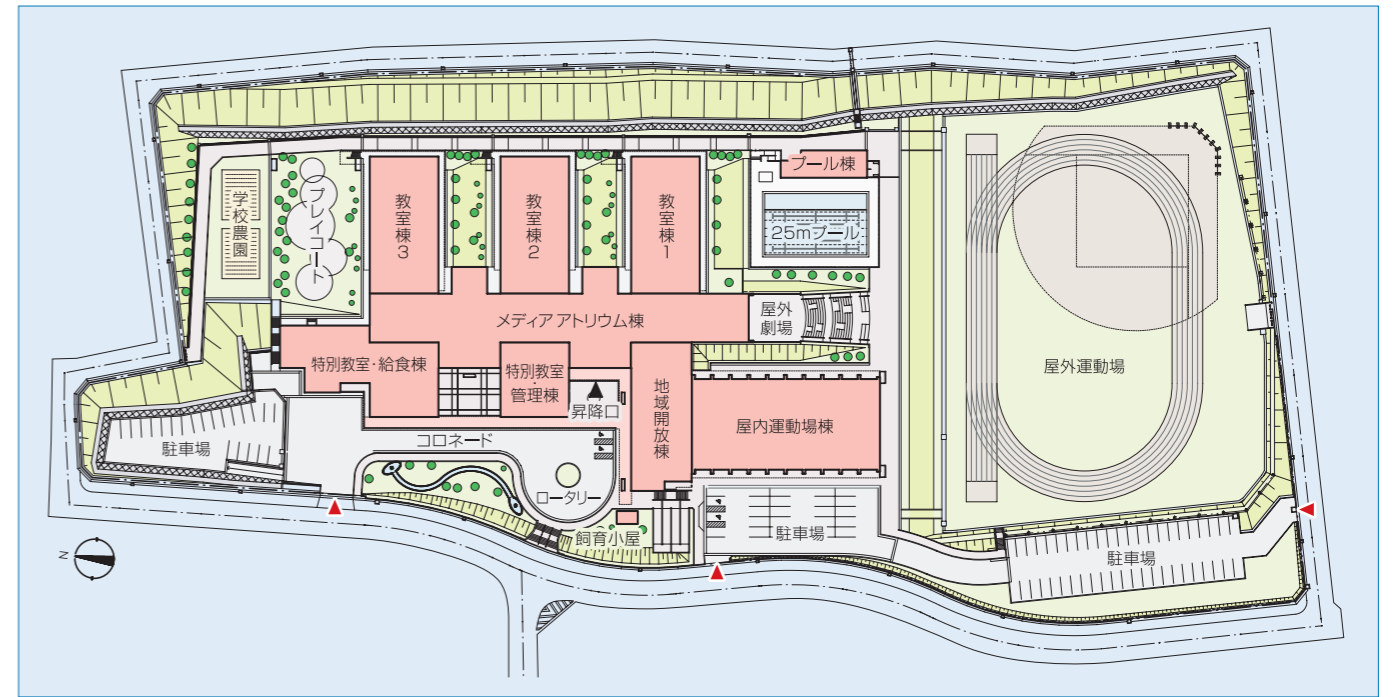 プール棟
教室棟3
教室棟2
教室棟1
学校農園
プレイコート
25mプール
メディア アトリウム棟
屋外
劇場
特別教室・給食棟
特別教室
・
管理棟
昇降口
地域開放棟
屋内運動場棟
屋外運動場
コロネード
駐車場
ロータリー
飼育小屋
駐車場
駐車場
N